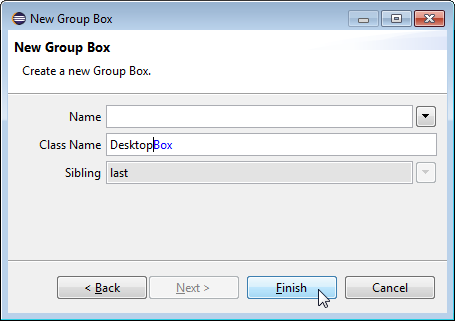 New Group Box
New Group Box
Create a new Group Box.
Name
Class Name DesktopBox
Sibling last
< Back Next > Finish Cancel